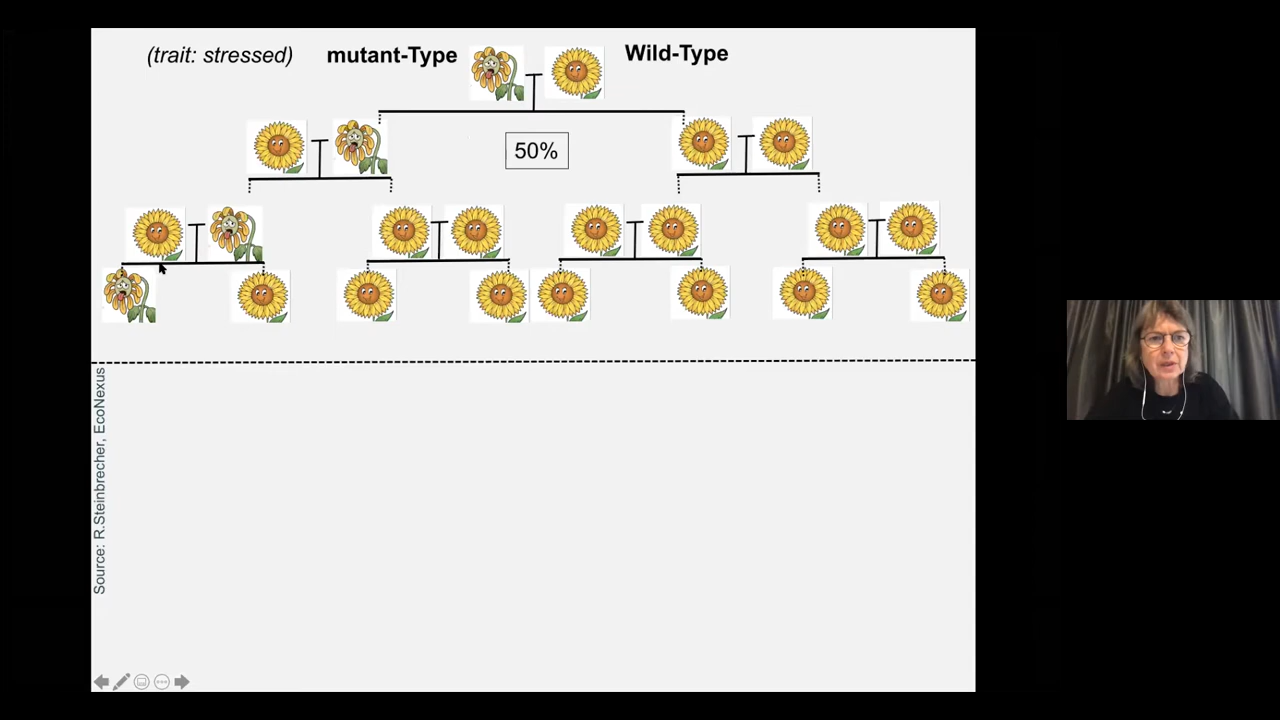 (trait: stressed) mutant-Type Wild-Type
50%
Source: R.Steinbrecher, EcoNexus